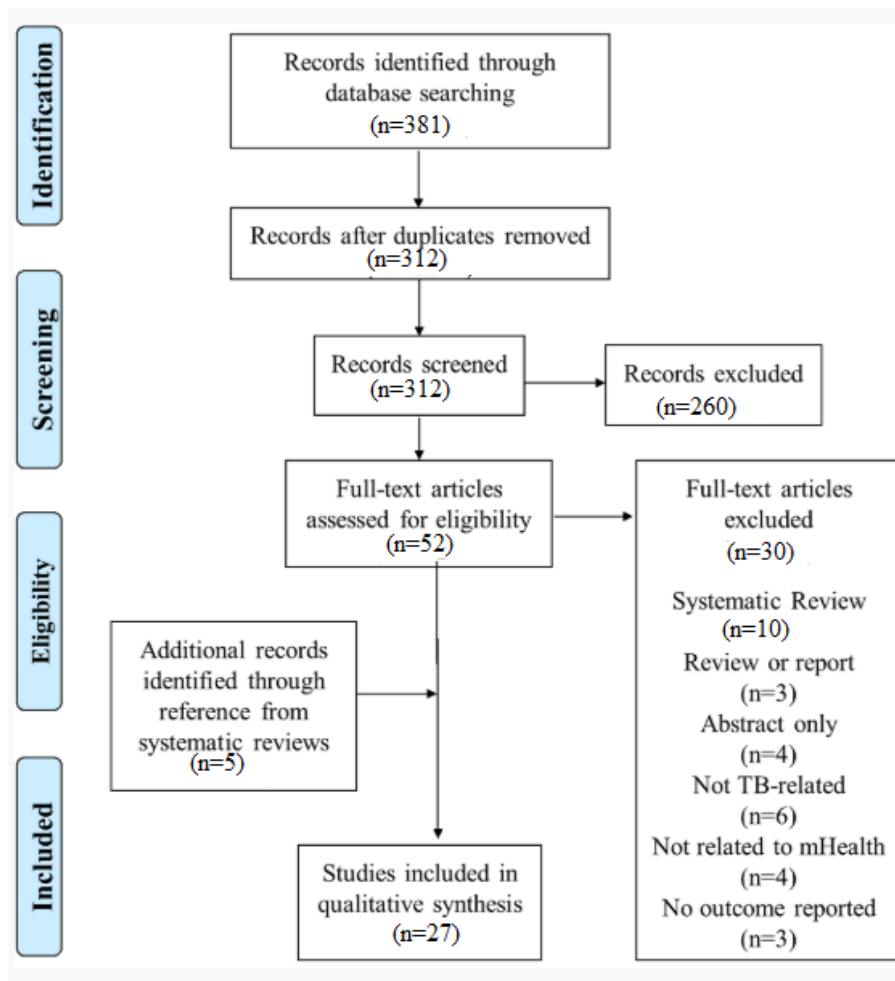 Identification
Records identified through
database searching
(n=381)
Records after duplicates removed
(n=312)
Screening
Records screened
(n=312)
Records excluded
(n=260)
Full-text articles
assessed for eligibility
(n=52)
Full-text articles
excluded
(n=30)
Systematic Review
(n=10)
Review or report
(n=3)
Abstract only
(n=4)
Not TB-related
(n=6)
Not related to mHealth
(n=4)
No outcome reported
(n=3)
Eligibility
Additional records
identified through
reference from
systematic reviews
(n=5)
Included
Studies included in
qualitative synthesis
(n=27)